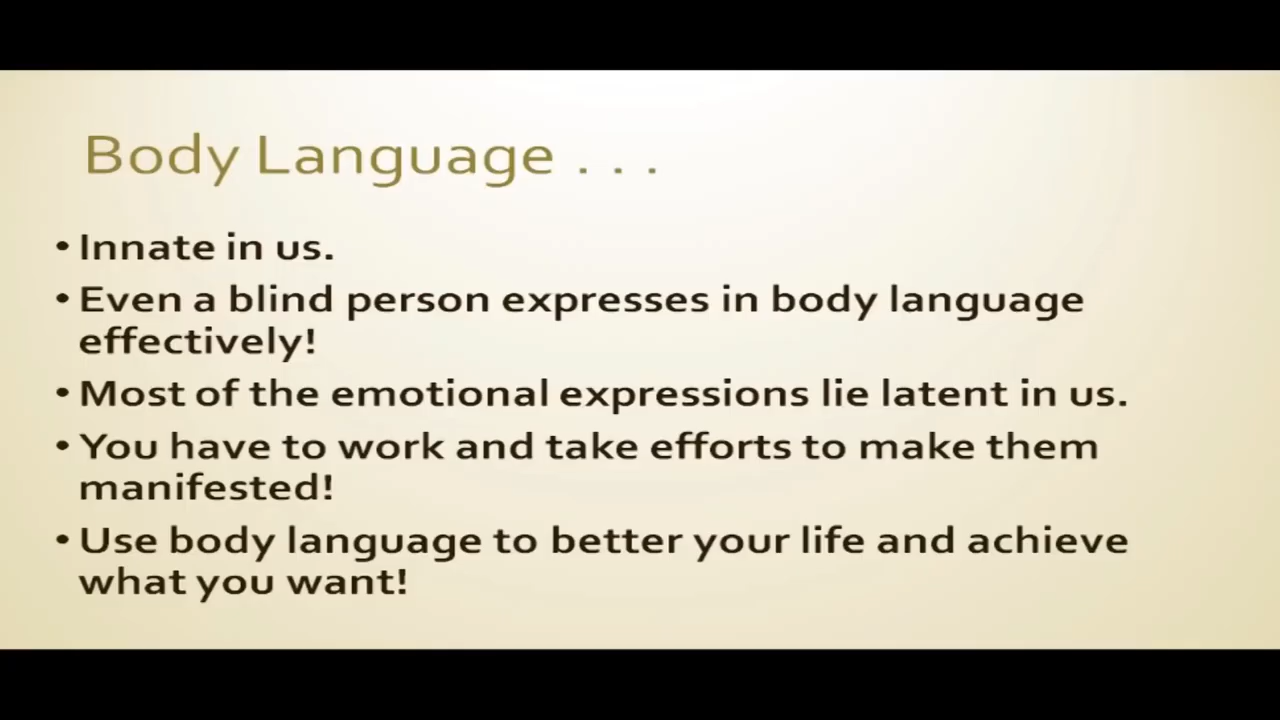 Body Language . . .
• Innate in us.
• Even a blind person expresses in body language
effectively!
• Most of the emotional expressions lie latent in us.
• You have to work and take efforts to make them
manifested!
• Use body language to better your life and achieve
what you want!